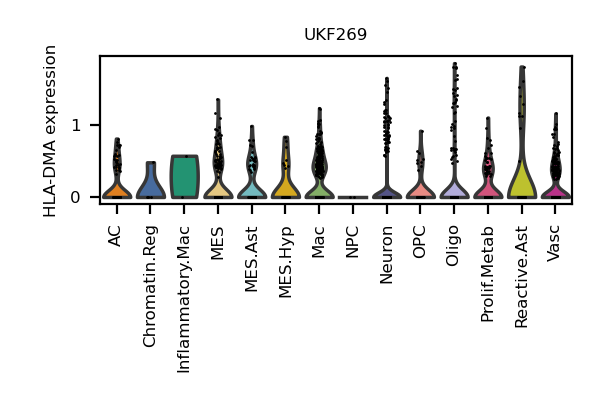 UKF269
HLA-DMA expression
1
0
AC
Chromatin.Reg
Inflammatory.Mac
MES
MES.Ast
MES.Hyp
Mac
NPC
Neuron
OPC
Oligo
Prolif.Metab
Reactive.Ast
Vasc